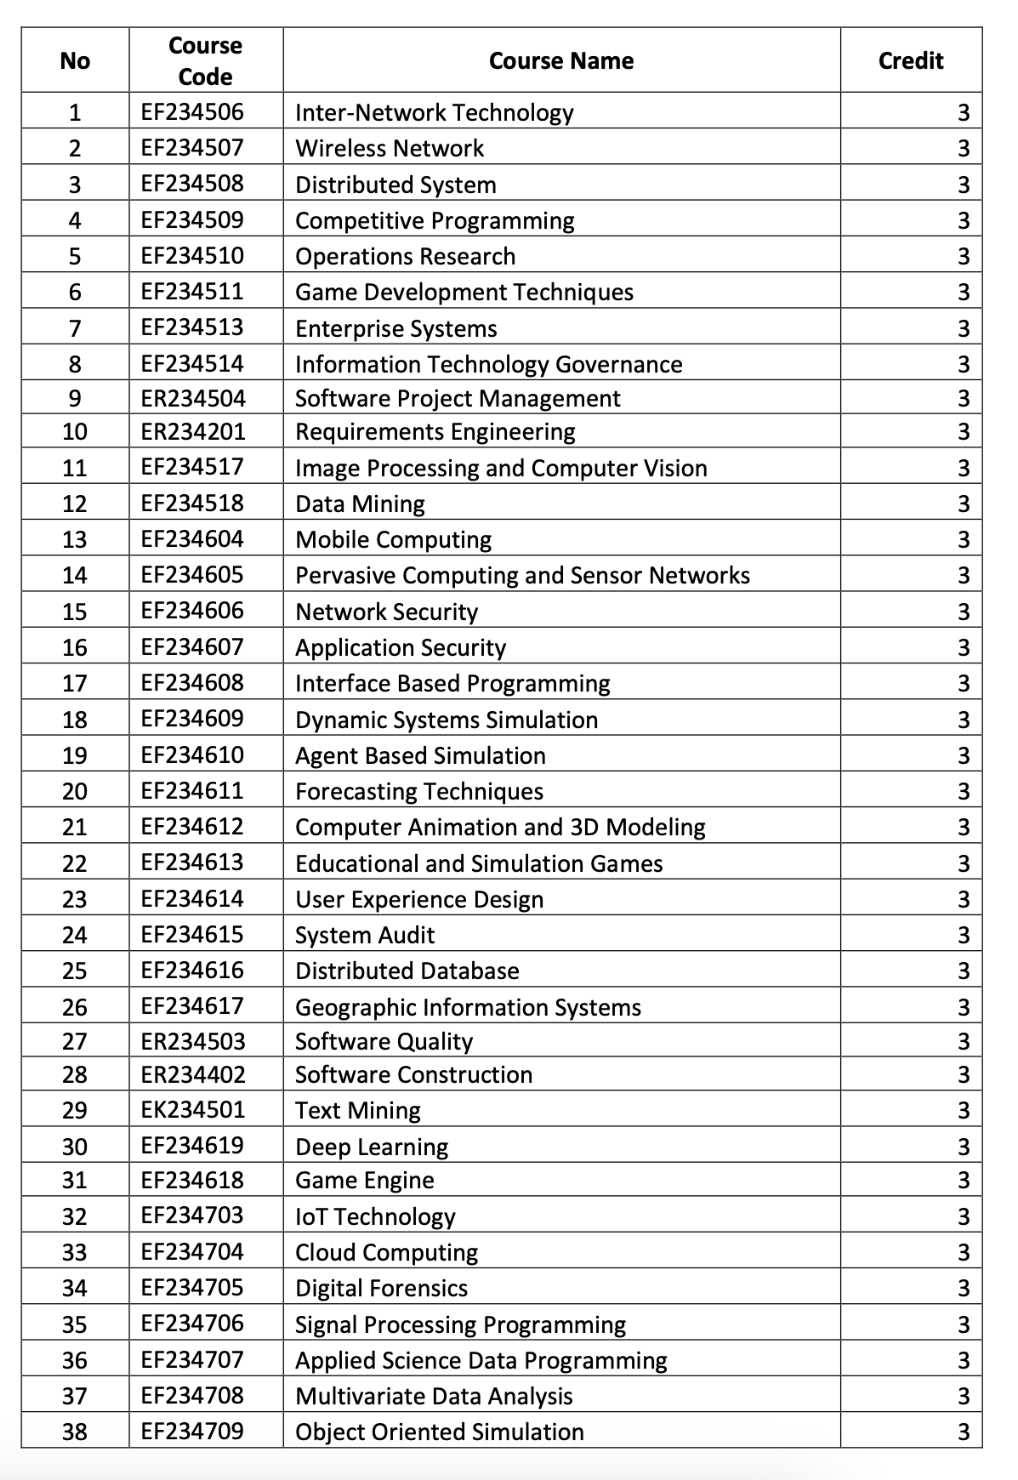 No Course Code Course Name Credit
1 EF234506 Inter-Network Technology 3
2 EF234507 Wireless Network 3
3 EF234508 Distributed System 3
4 EF234509 Competitive Programming 3
5 EF234510 Operations Research 3
6 EF234511 Game Development Techniques 3
7 EF234513 Enterprise Systems 3
8 EF234514 Information Technology Governance 3
9 ER234504 Software Project Management 3
10 ER234201 Requirements Engineering 3
11 EF234517 Image Processing and Computer Vision 3
12 EF234518 Data Mining 3
13 EF234604 Mobile Computing 3
14 EF234605 Pervasive Computing and Sensor Networks 3
15 EF234606 Network Security 3
16 EF234607 Application Security 3
17 EF234608 Interface Based Programming 3
18 EF234609 Dynamic Systems Simulation 3
19 EF234610 Agent Based Simulation 3
20 EF234611 Forecasting Techniques 3
21 EF234612 Computer Animation and 3D Modeling 3
22 EF234613 Educational and Simulation Games 3
23 EF234614 User Experience Design 3
24 EF234615 System Audit 3
25 EF234616 Distributed Database 3
26 EF234617 Geographic Information Systems 3
27 ER234503 Software Quality 3
28 ER234402 Software Construction 3
29 EK234501 Text Mining 3
30 EF234619 Deep Learning 3
31 EF234618 Game Engine 3
32 EF234703 IoT Technology 3
33 EF234704 Cloud Computing 3
34 EF234705 Digital Forensics 3
35 EF234706 Signal Processing Programming 3
36 EF234707 Applied Science Data Programming 3
37 EF234708 Multivariate Data Analysis 3
38 EF234709 Object Oriented Simulation 3